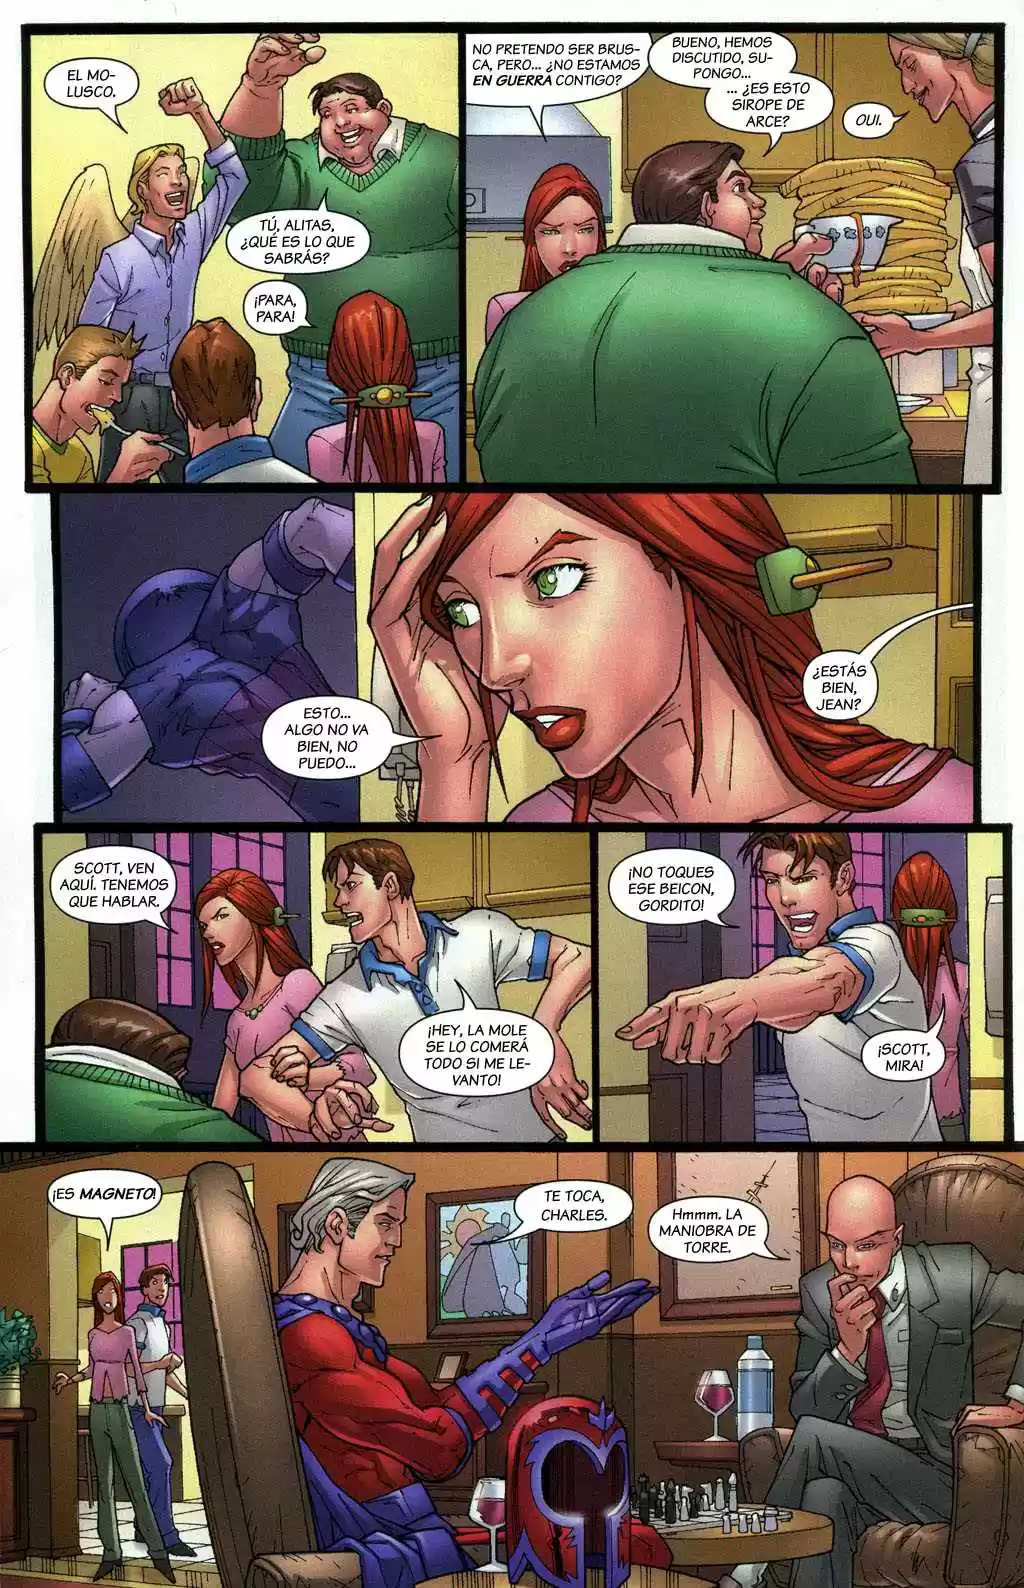 EL MO-
LUSCO.
TÚ, ALITAS,
¿QUÉ ES LO QUE
SABRÁS?
¡PARA,
PARA!
NO PRETENDO SER BRUS-
CA, PERO... ¿NO ESTAMOS
EN GUERRA CONTIGO?
BUENO, HEMOS
DISCUTIDO, SU-
PONGO...
... ¿ES ESTO
SIROPE DE
ARCE?
OUI.
ESTO...
ALGO NO VA
BIEN, NO
PUEDO...
¿ESTÁS
BIEN,
JEAN?
SCOTT, VEN
AQUÍ. TENEMOS
QUE HABLAR.
¡HEY, LA MOLE
SE LO COMERÁ
TODO SI ME LE-
VANTO!
¡NO TOQUES
ESE BEICON,
GORDITO!
¡SCOTT,
MIRA!
¡ES MAGNETO!
TE TOCA,
CHARLES.
Hmmm. LA
MANIOBRA DE
TORRE.